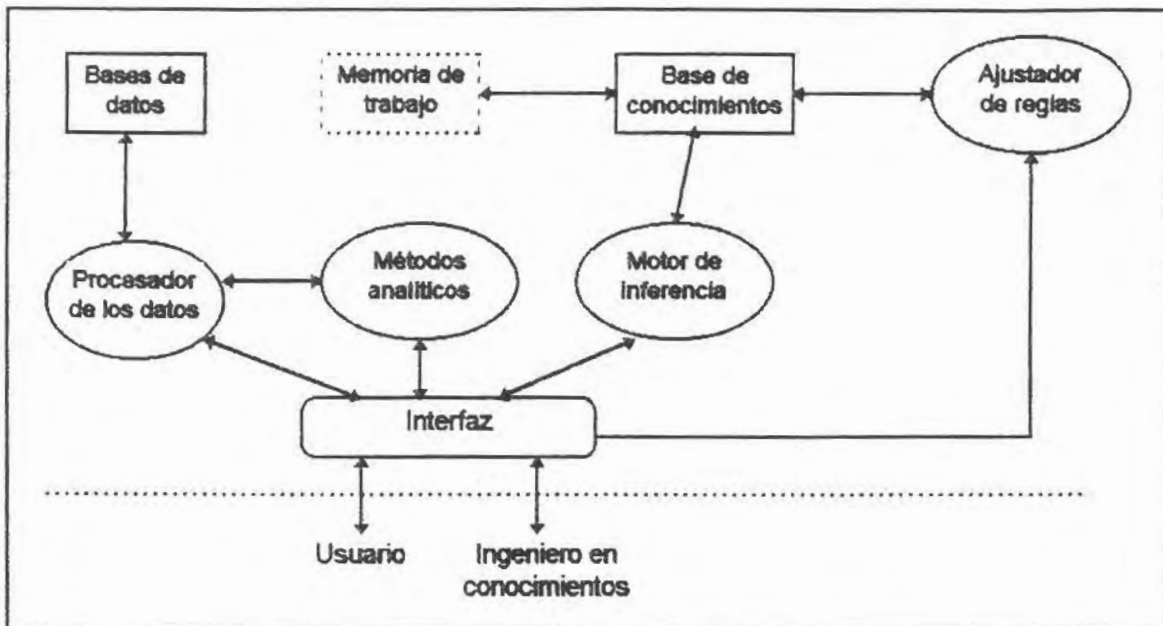 Bases de
datos
Memoria de
trabajo
Base de
conocimientos
Ajustador
de reglas
Procesador
de los datos
Métodos
analíticos
Motor de
inferencia
Interfaz
Usuario
Ingeniero en
conocimientos